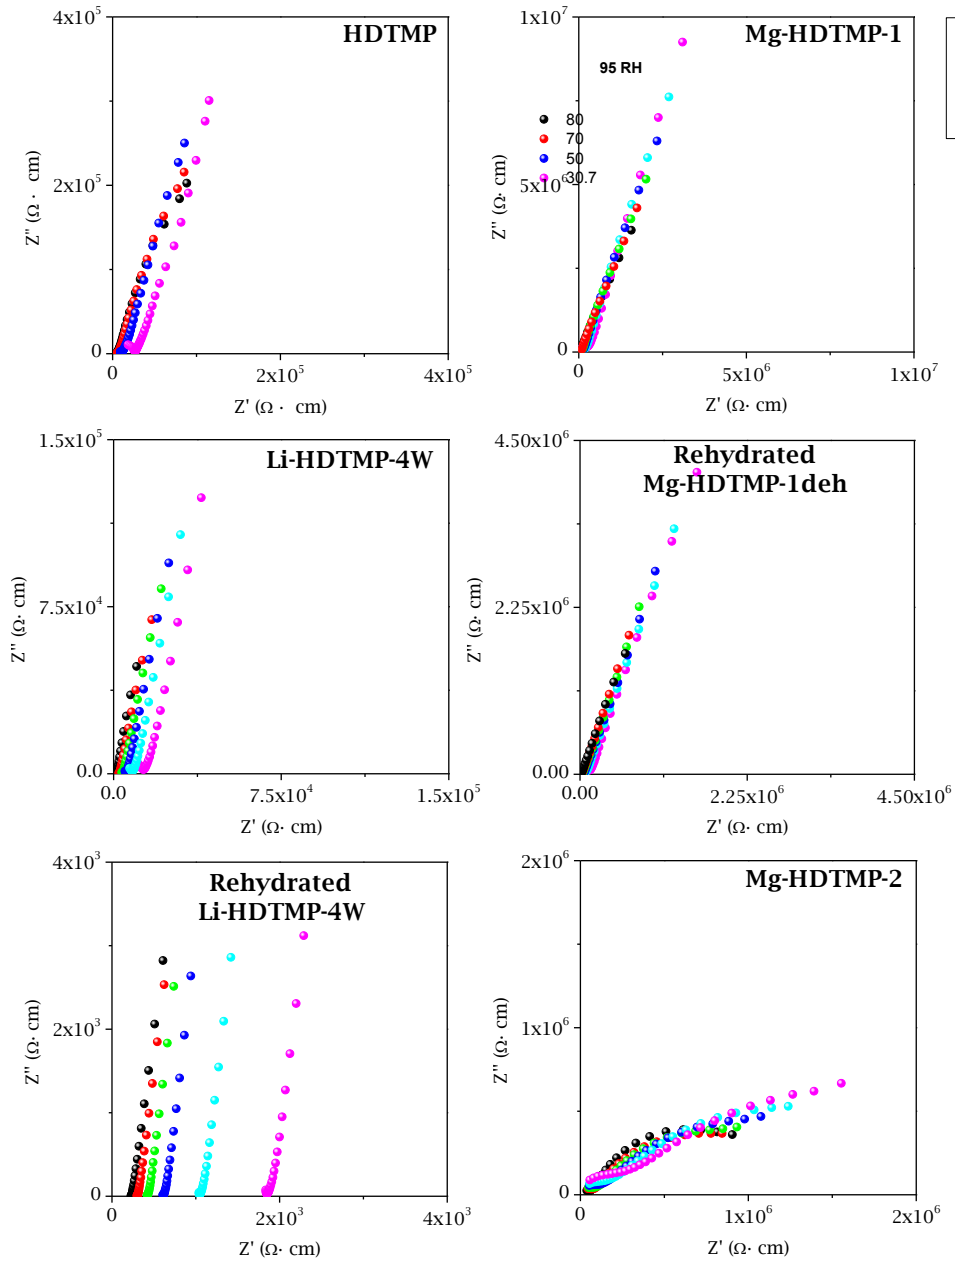 4x10⁵
HDTMP
Z'' (Ω · cm)
2x10⁵
0
0
2x10⁵
4x10⁵
Z' (Ω · cm)
1x10⁷
Mg-HDTMP-1
95 RH
80
70
50
30.7
Z'' (Ω· cm)
5x10⁶
0
0
5x10⁶
1x10⁷
Z' (Ω· cm)
1.5x10⁵
Li-HDTMP-4W
Z'' (Ω· cm)
7.5x10⁴
0.0
0.0
7.5x10⁴
1.5x10⁵
Z' (Ω· cm)
4.50x10⁶
Rehydrated
Mg-HDTMP-1deh
Z'' (Ω· cm)
2.25x10⁶
0.00
0.00
2.25x10⁶
4.50x10⁶
Z' (Ω· cm)
4x10³
Rehydrated
Li-HDTMP-4W
Z'' (Ω· cm)
2x10³
0
0
2x10³
4x10³
Z' (Ω· cm)
2x10⁶
Mg-HDTMP-2
Z'' (Ω· cm)
1x10⁶
0
0
1x10⁶
2x10⁶
Z' (Ω· cm)